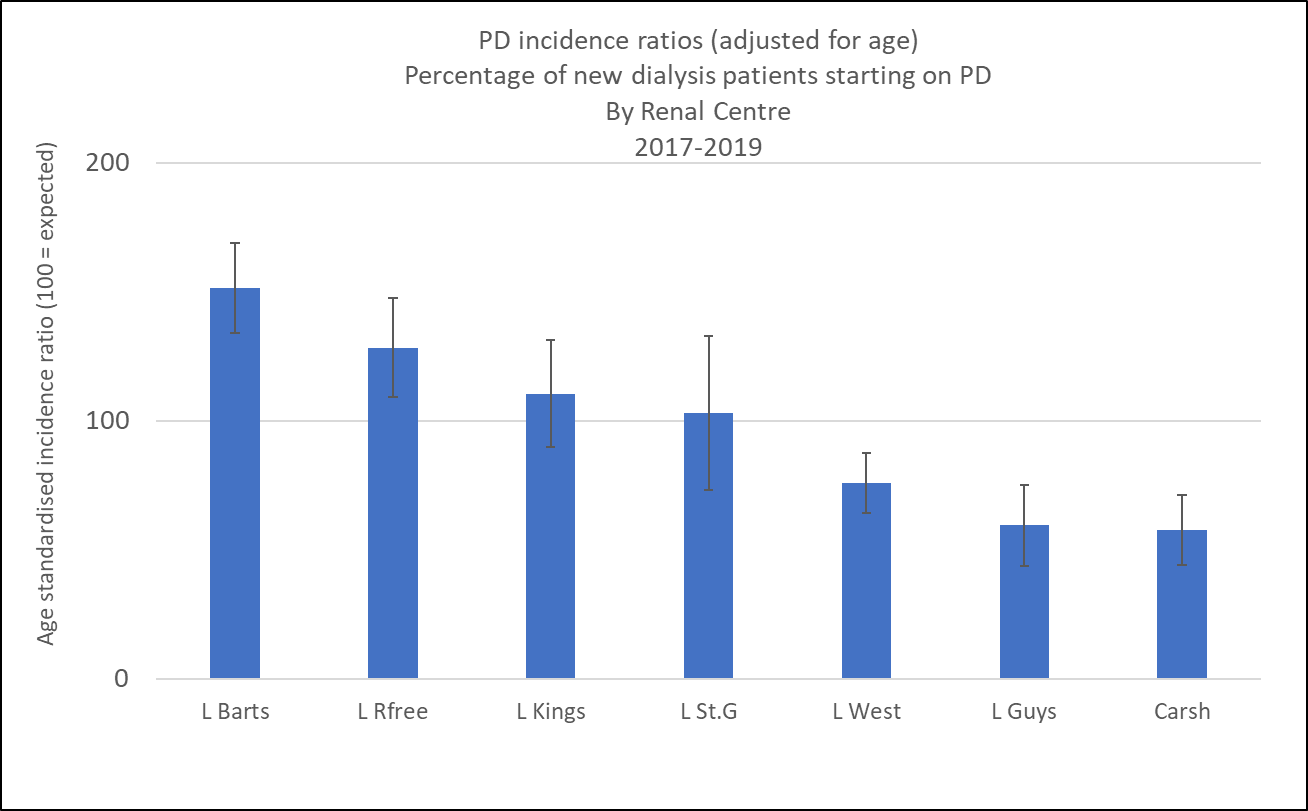 PD incidence ratios (adjusted for age)
Percentage of new dialysis patients starting on PD
By Renal Centre
2017-2019
Age standardised incidence ratio (100 = expected)
200
100
0
L Barts
L Rfree
L Kings
L St.G
L West
L Guys
Carsh